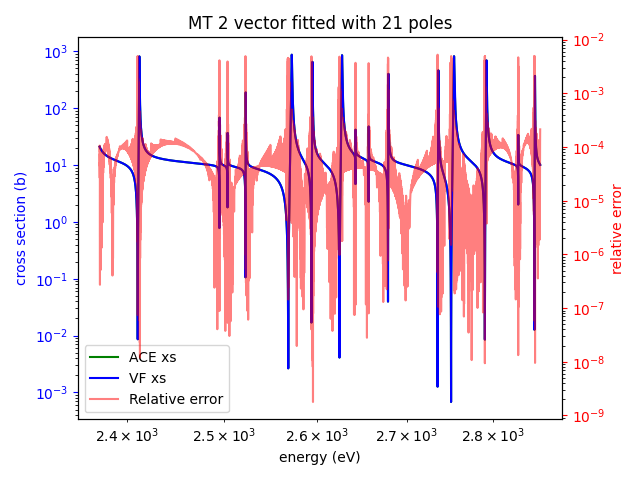 MT 2 vector fitted with 21 poles
10³
10²
10¹
10⁰
10⁻¹
10⁻²
10⁻³
cross section (b)
10⁻²
10⁻³
10⁻⁴
10⁻⁵
10⁻⁶
10⁻⁷
10⁻⁸
10⁻⁹
relative error
ACE xs
VF xs
Relative error
2.4 × 10³ 2.5 × 10³ 2.6 × 10³ 2.7 × 10³ 2.8 × 10³
energy (eV)